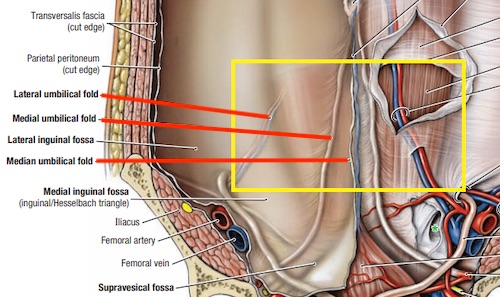 Transversalis fascia
(cut edge)
Parietal peritoneum
(cut edge)
Lateral umbilical fold
Medial umbilical fold
Lateral inguinal fossa
Median umbilical fold
Medial inguinal fossa
(inguinal/Hesselbach triangle)
Iliacus
Femoral artery
Femoral vein
Supravesical fossa